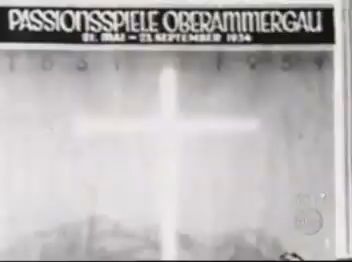 PASSIONSSPIELE OBERAMMERGAU
21. MAI – 23. SEPTEMBER 1934